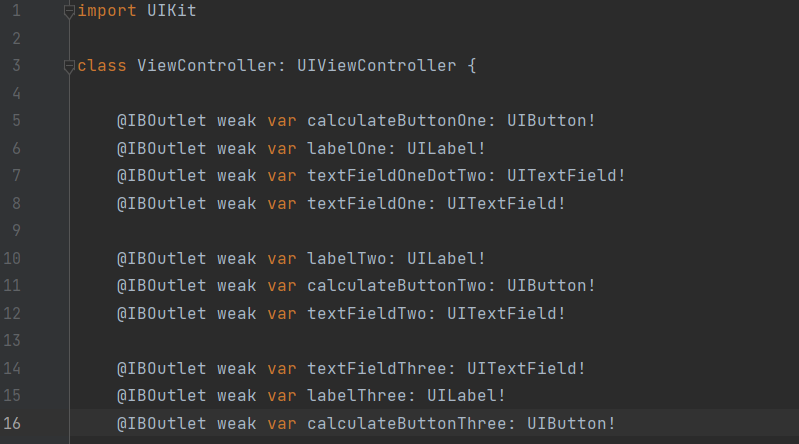 1 import UIKit
2
3 class ViewController: UIViewController {
4
5 @IBOutlet weak var calculateButtonOne: UIButton!
6 @IBOutlet weak var labelOne: UILabel!
7 @IBOutlet weak var textFieldOneDotTwo: UITextField!
8 @IBOutlet weak var textFieldOne: UITextField!
9
10 @IBOutlet weak var labelTwo: UILabel!
11 @IBOutlet weak var calculateButtonTwo: UIButton!
12 @IBOutlet weak var textFieldTwo: UITextField!
13
14 @IBOutlet weak var textFieldThree: UITextField!
15 @IBOutlet weak var labelThree: UILabel!
16 @IBOutlet weak var calculateButtonThree: UIButton!